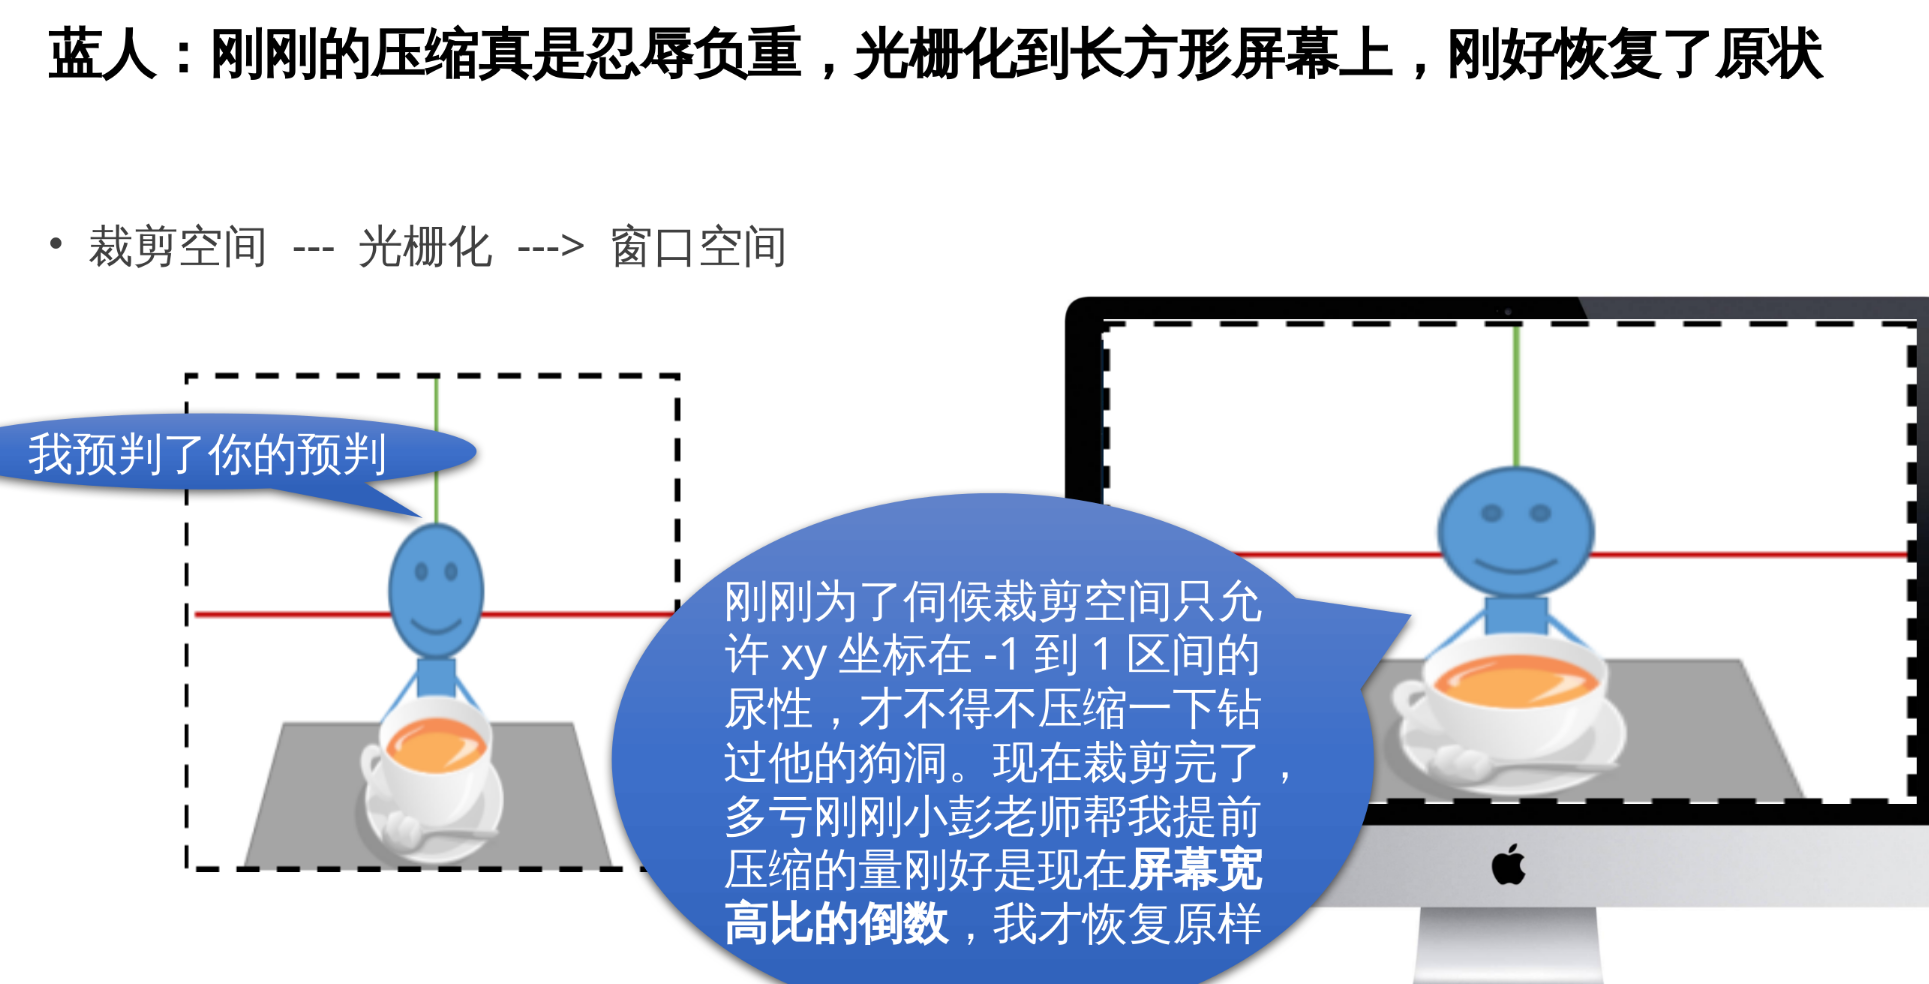 蓝人：刚刚的压缩真是忍辱负重，光栅化到长方形屏幕上，刚好恢复了原状
• 裁剪空间 --- 光栅化 ---> 窗口空间
我预判了你的预判
刚刚为了伺候裁剪空间只允
许 xy 坐标在 -1 到 1 区间的
尿性，才不得不压缩一下钻
过他的狗洞。现在裁剪完了，
多亏刚刚小彭老师帮我提前
压缩的量刚好是现在屏幕宽
高比的倒数，我才恢复原样